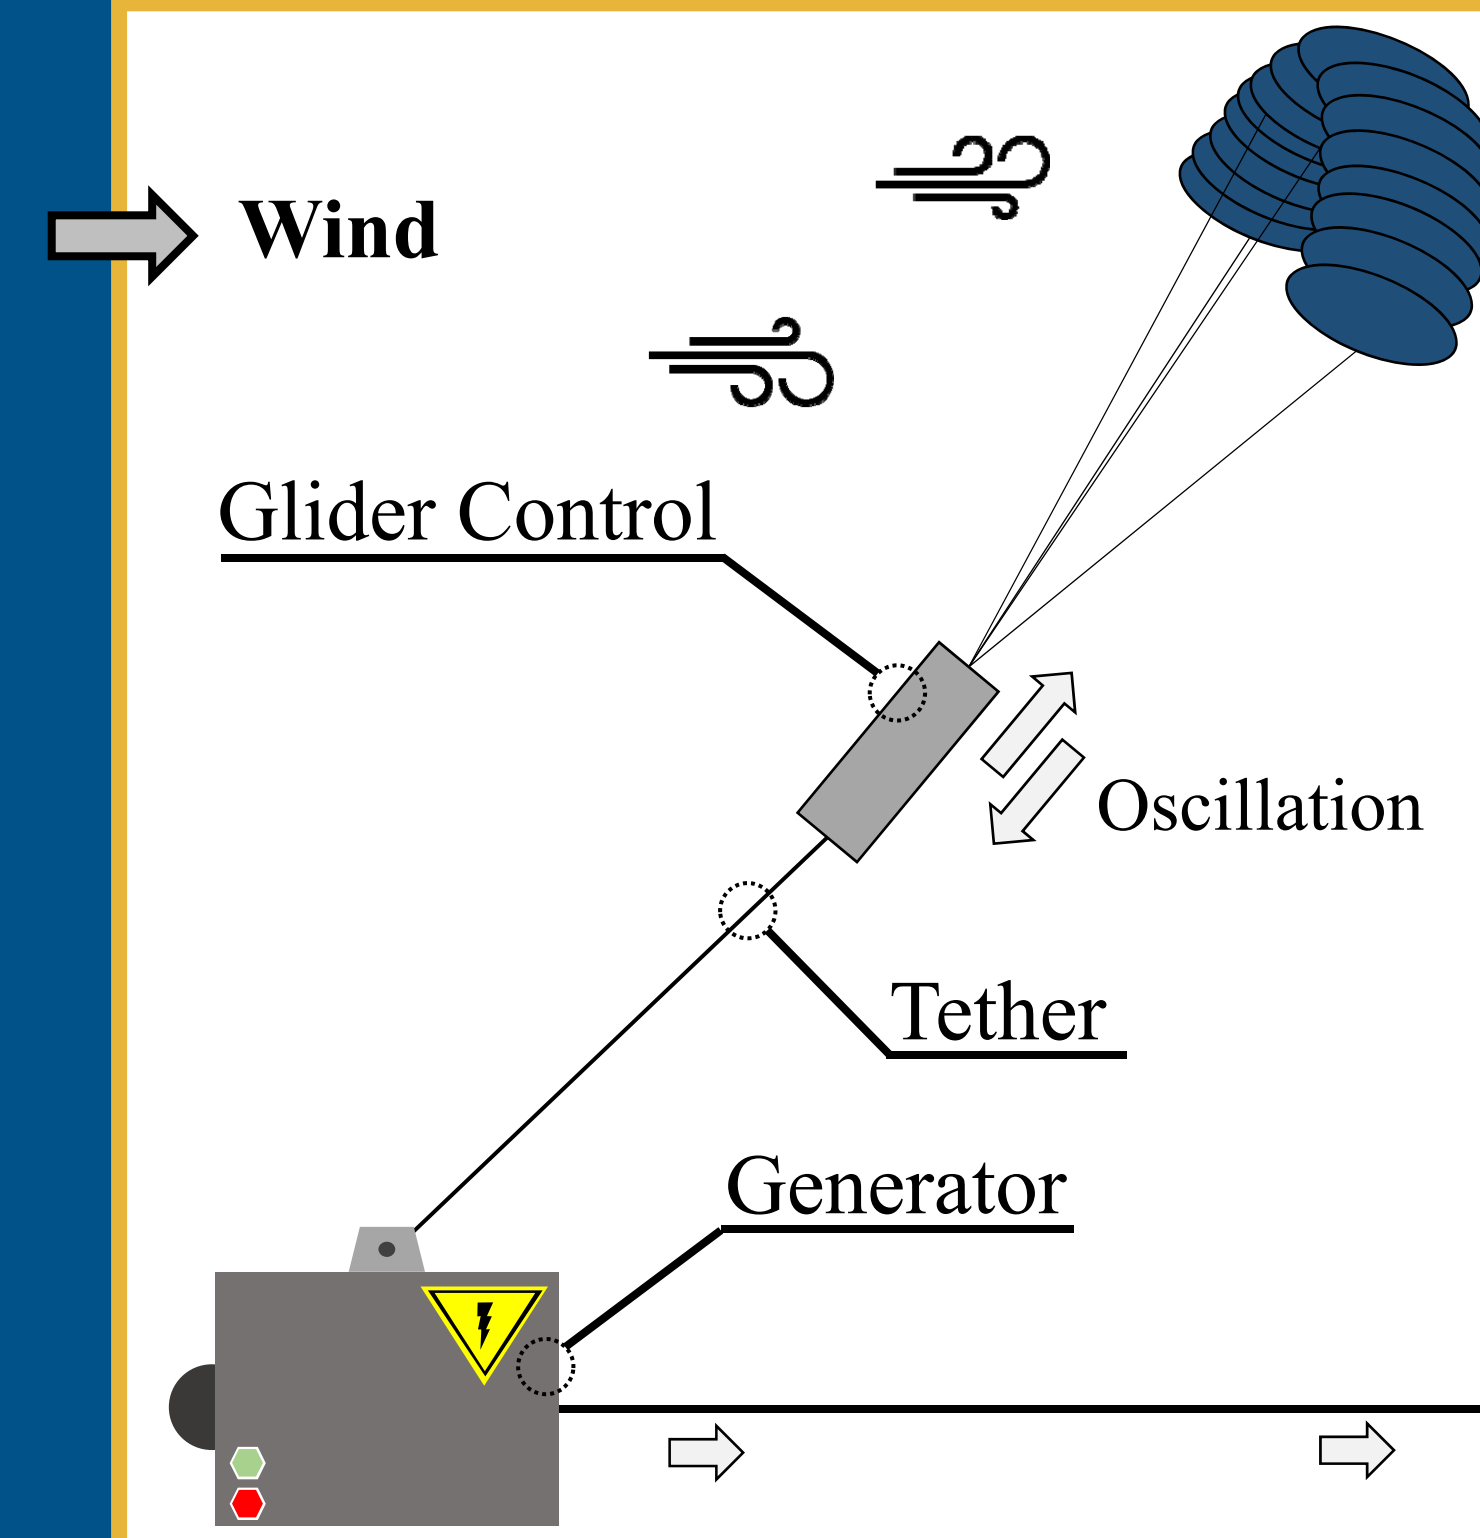 Wind
Glider Control
Oscillation
Tether
Generator